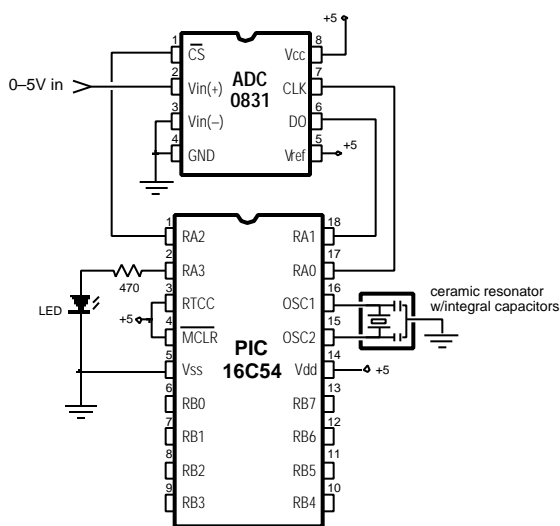 +5
1
CS
8
Vcc
ADC
0831
0–5V in
2
Vin(+)
7
CLK
3
Vin(–)
6
DO
4
GND
5
Vref
+5
1
RA2
18
RA1
2
RA3
17
RA0
470
LED
3
RTCC
16
OSC1
ceramic resonator
w/integral capacitors
+5
4
MCLR
15
OSC2
PIC
16C54
5
Vss
14
Vdd
+5
6
RB0
13
RB7
7
RB1
12
RB6
8
RB2
11
RB5
9
RB3
10
RB4